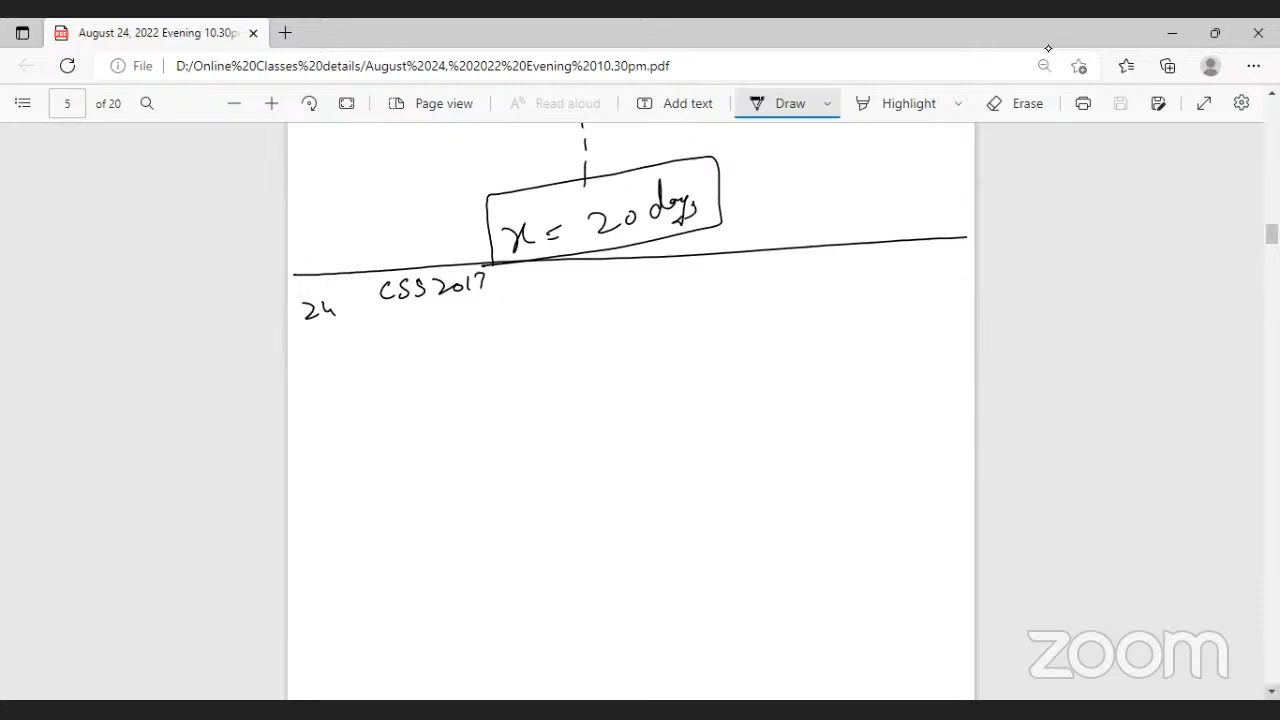 August 24, 2022 Evening 10.30p
File D:/Online%20Classes%20details/August%2024,%202022%20Evening%2010.30pm.pdf
5 of 20 Page view Read aloud Add text Draw Highlight Erase
x = 20 days
CSS 2017
24
zoom